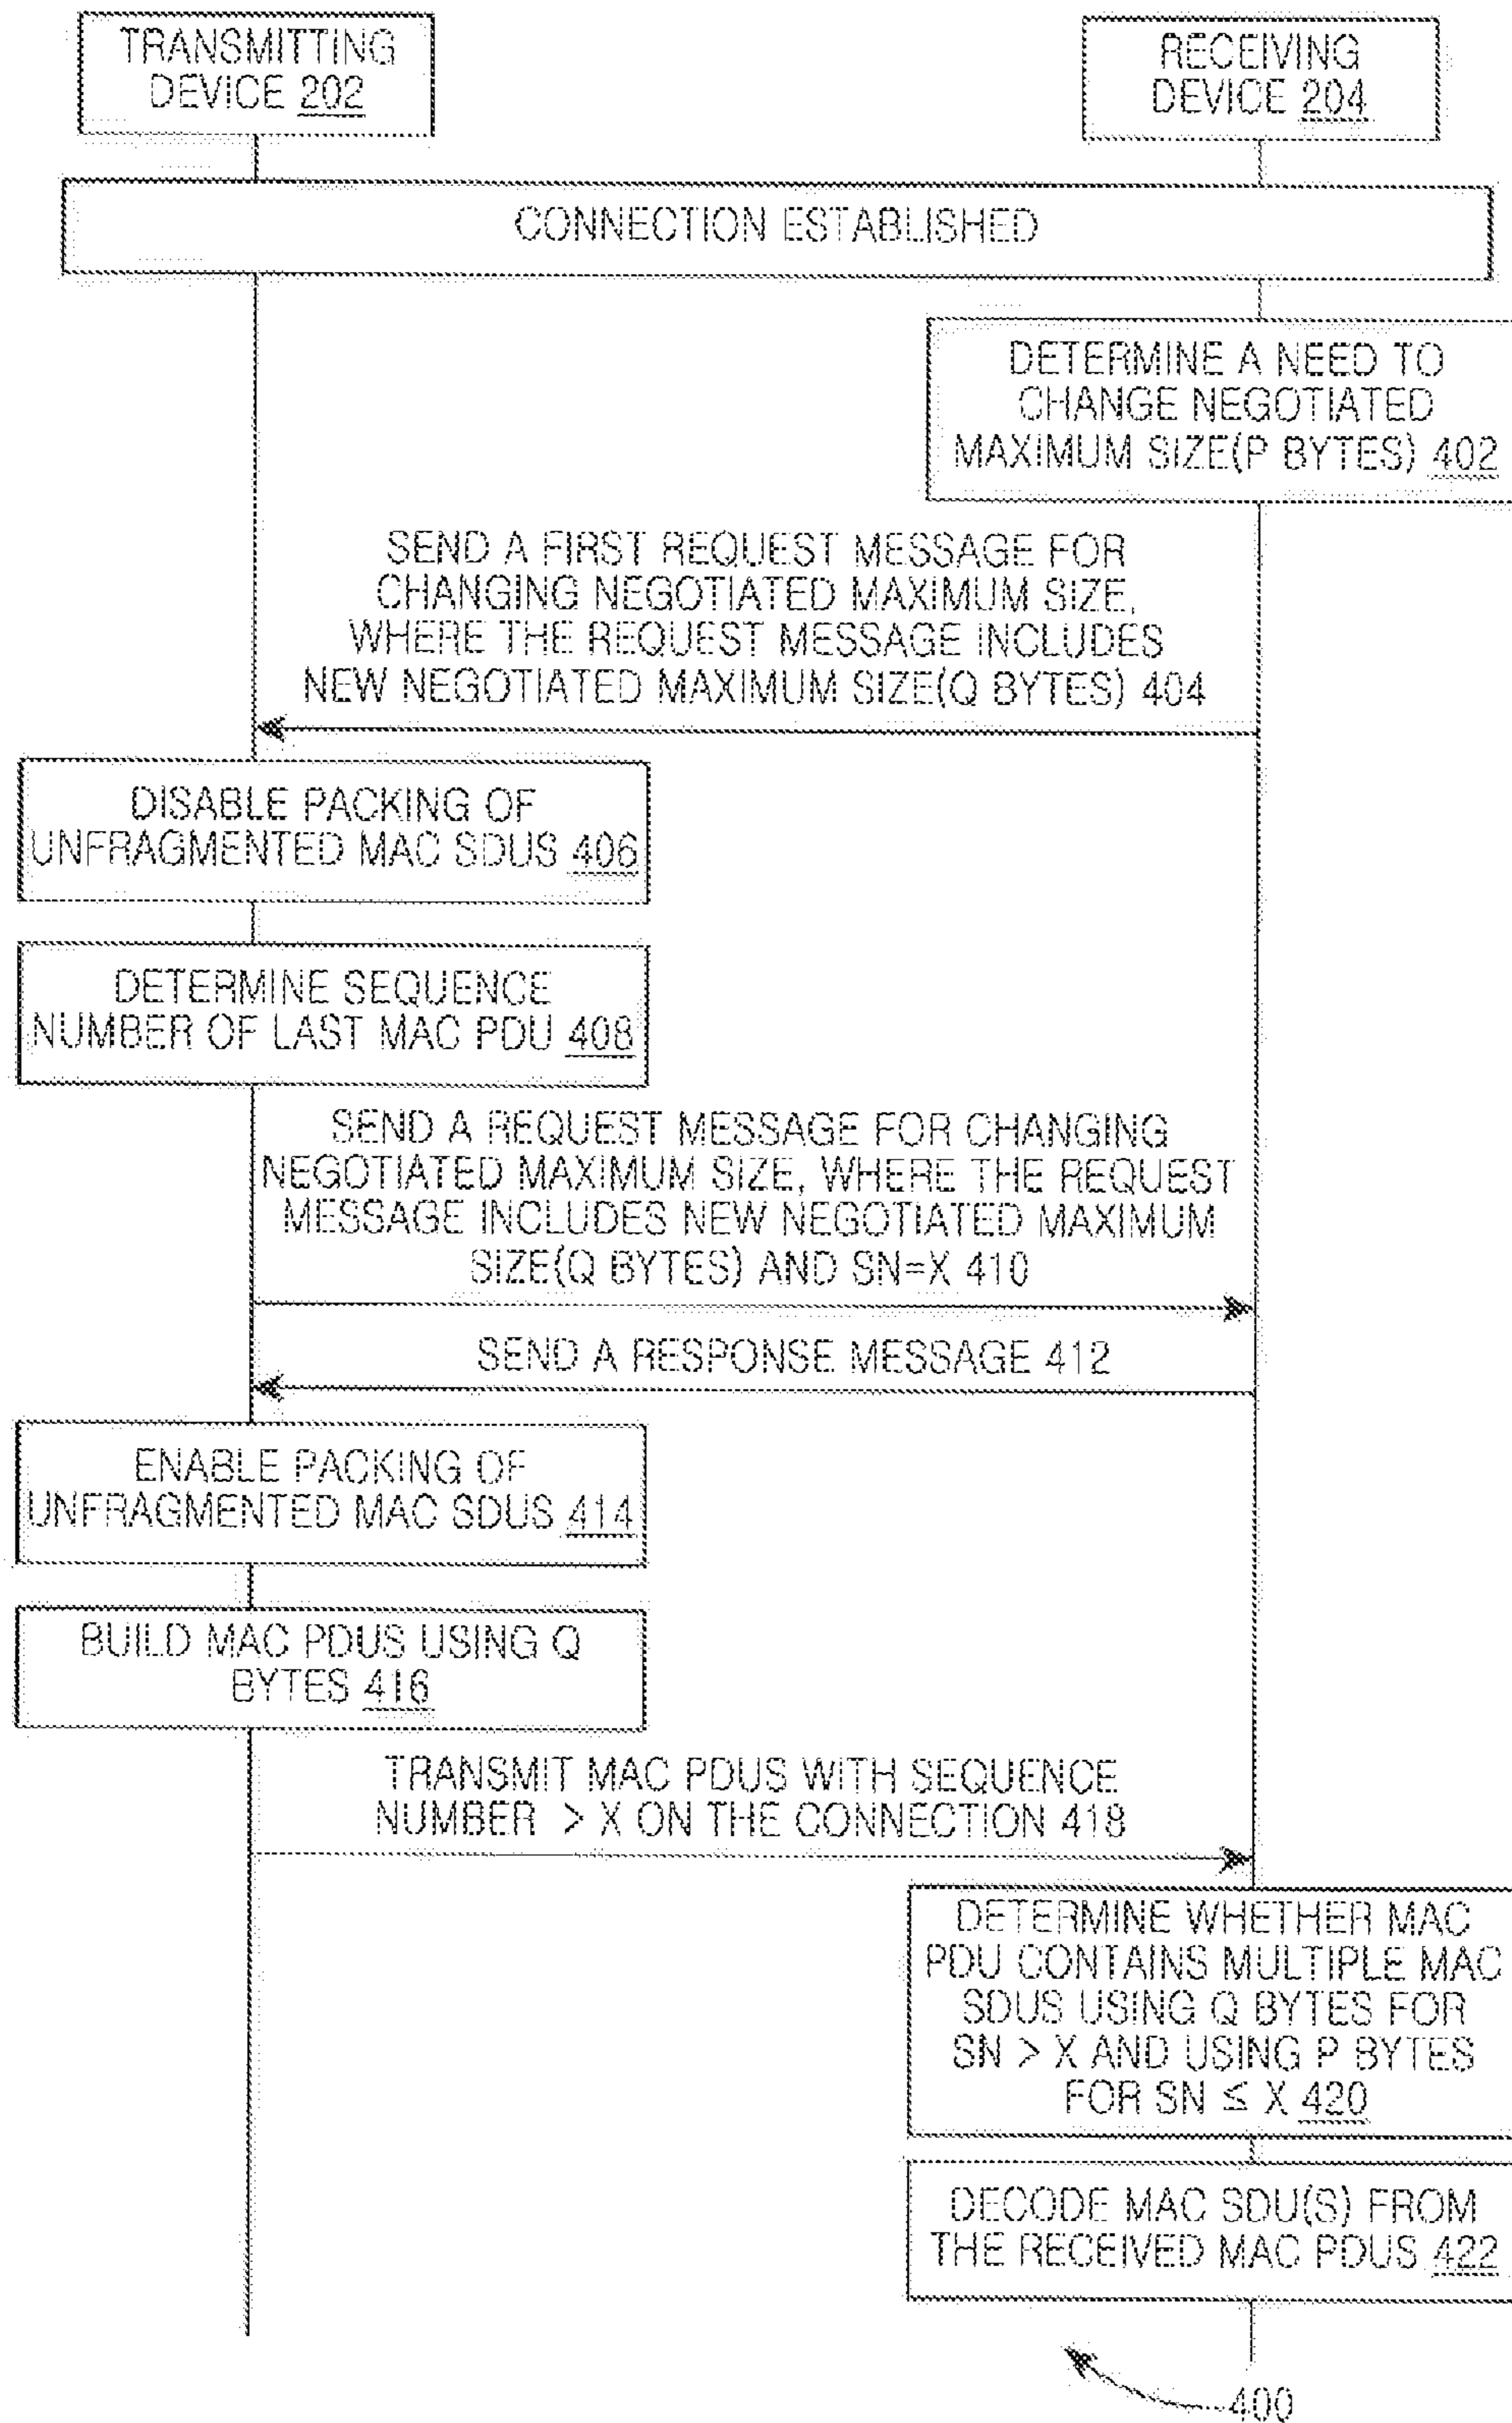 TRANSMITTING
DEVICE 202
RECEIVING
DEVICE 204
CONNECTION ESTABLISHED
DETERMINE A NEED TO
CHANGE NEGOTIATED
MAXIMUM SIZE(P BYTES) 402
SEND A FIRST REQUEST MESSAGE FOR
CHANGING NEGOTIATED MAXIMUM SIZE,
WHERE THE REQUEST MESSAGE INCLUDES
NEW NEGOTIATED MAXIMUM SIZE(Q BYTES) 404
DISABLE PACKING OF
UNFRAGMENTED MAC SDUS 406
DETERMINE SEQUENCE
NUMBER OF LAST MAC PDU 408
SEND A REQUEST MESSAGE FOR CHANGING
NEGOTIATED MAXIMUM SIZE, WHERE THE REQUEST
MESSAGE INCLUDES NEW NEGOTIATED MAXIMUM
SIZE(Q BYTES) AND SN=X 410
SEND A RESPONSE MESSAGE 412
ENABLE PACKING OF
UNFRAGMENTED MAC SDUS 414
BUILD MAC PDUS USING Q
BYTES 416
TRANSMIT MAC PDUS WITH SEQUENCE
NUMBER > X ON THE CONNECTION 418
DETERMINE WHETHER MAC
PDU CONTAINS MULTIPLE MAC
SDUS USING Q BYTES FOR
SN > X AND USING P BYTES
FOR SN ≤ X 420
DECODE MAC SDU(S) FROM
THE RECEIVED MAC PDUS 422
400